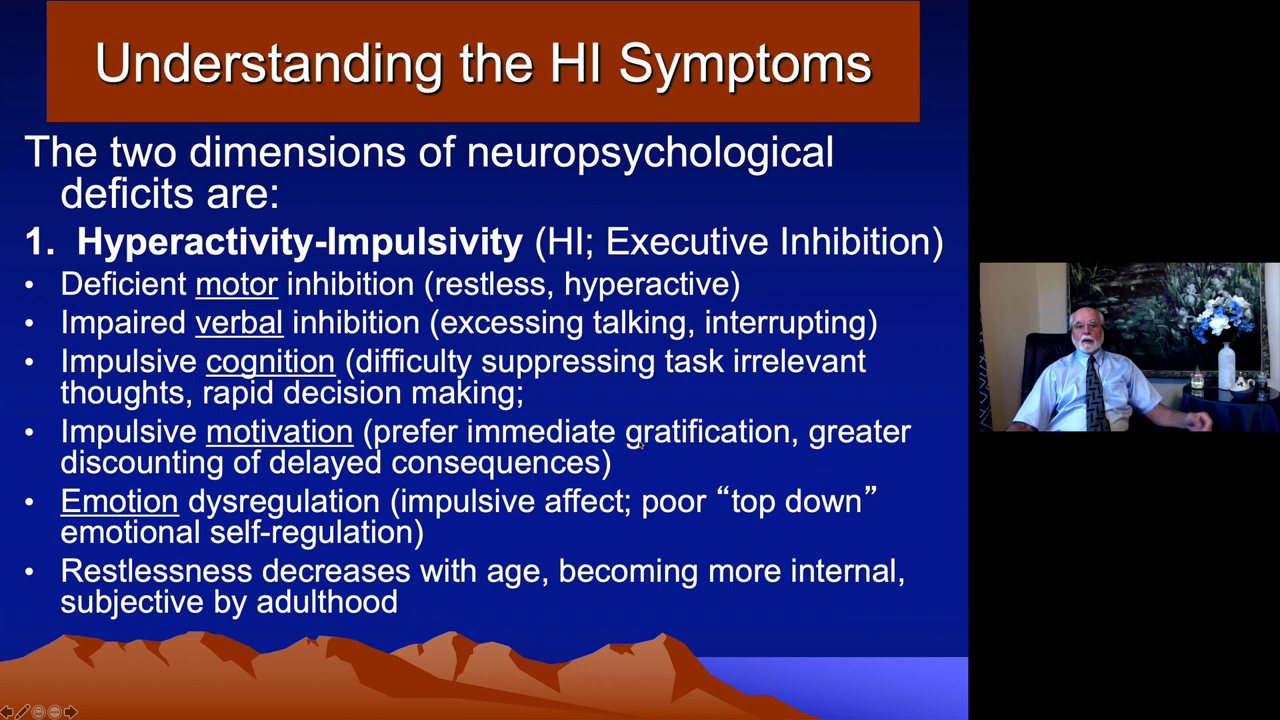 Understanding the HI Symptoms
The two dimensions of neuropsychological
deficits are:
1. Hyperactivity-Impulsivity (HI; Executive Inhibition)
• Deficient motor inhibition (restless, hyperactive)
• Impaired verbal inhibition (excessing talking, interrupting)
• Impulsive cognition (difficulty suppressing task irrelevant
thoughts, rapid decision making;
• Impulsive motivation (prefer immediate gratification, greater
discounting of delayed consequences)
• Emotion dysregulation (impulsive affect; poor “top down”
emotional self-regulation)
• Restlessness decreases with age, becoming more internal,
subjective by adulthood